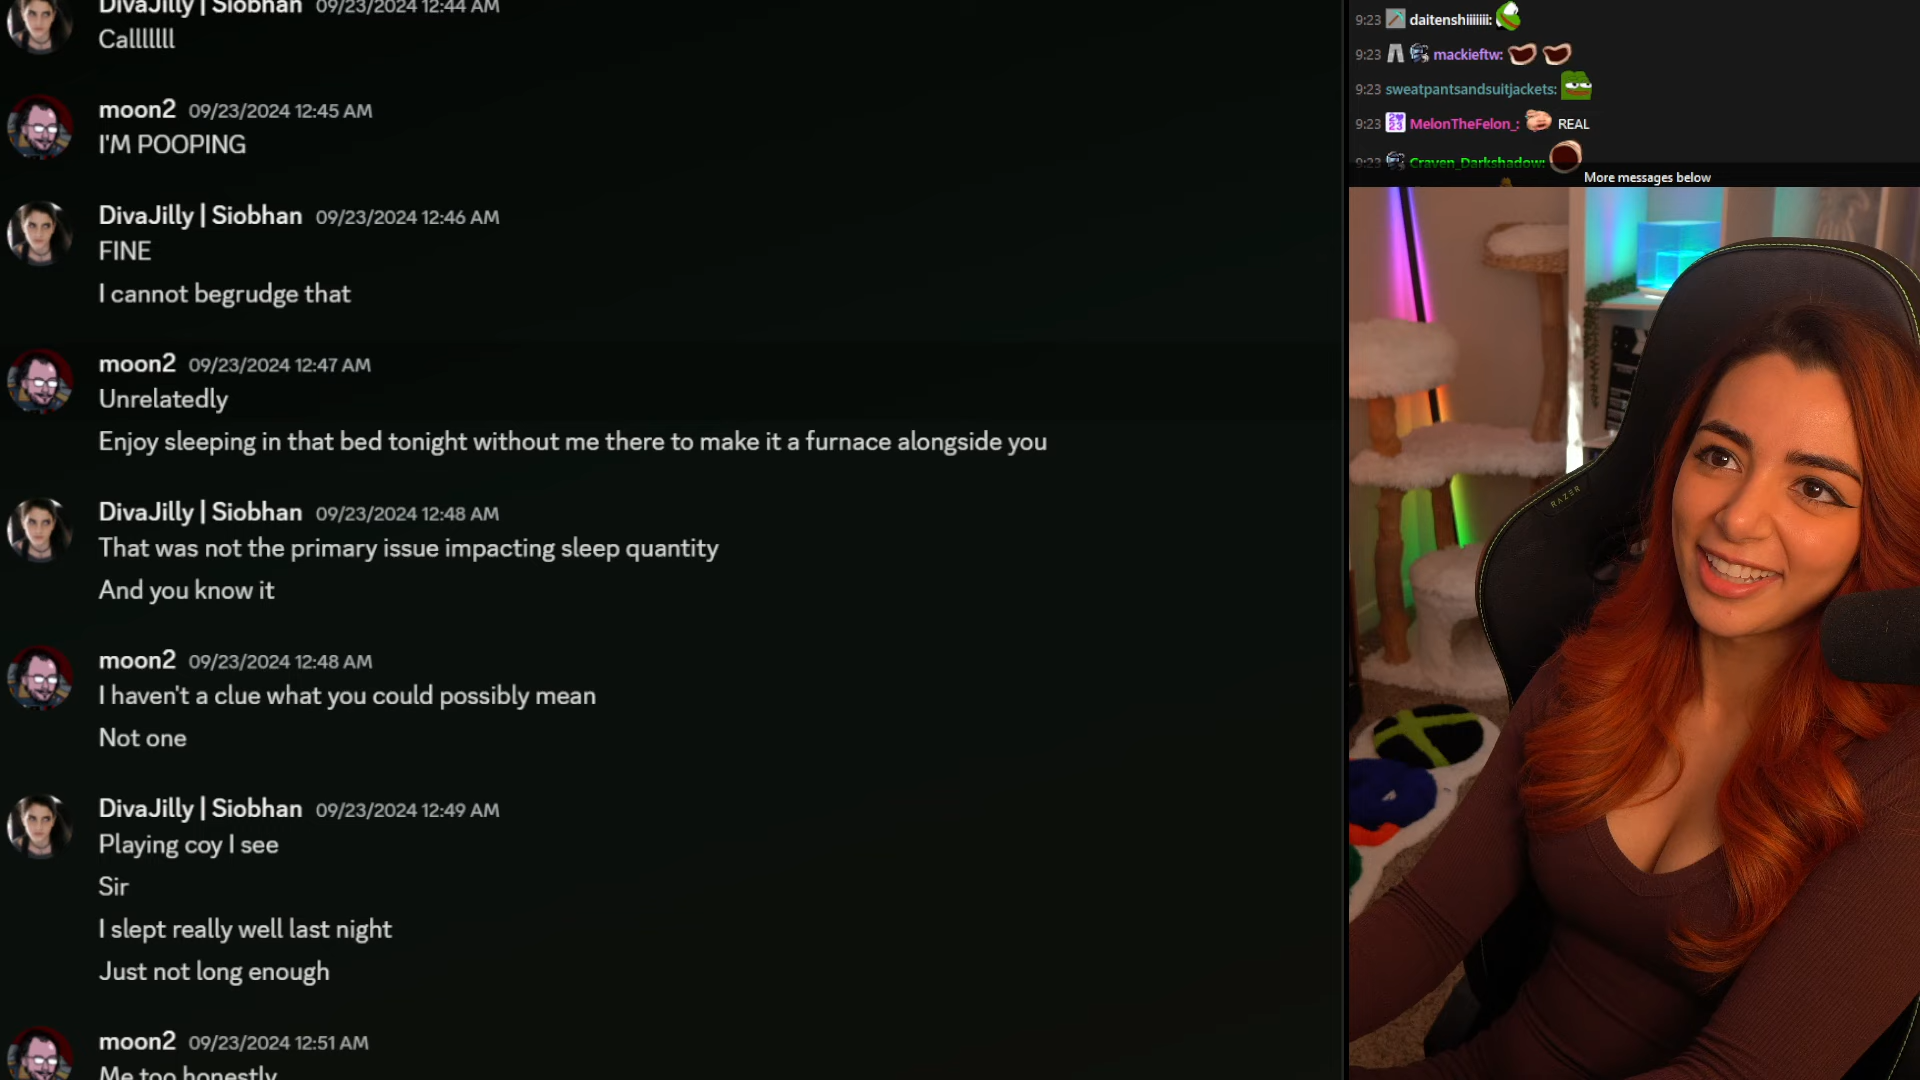 DivaJilly | Siobhan 09/23/2024 12:44 AM
Calllllll
moon2 09/23/2024 12:45 AM
I'M POOPING
DivaJilly | Siobhan 09/23/2024 12:46 AM
FINE
I cannot begrudge that
moon2 09/23/2024 12:47 AM
Unrelatedly
Enjoy sleeping in that bed tonight without me there to make it a furnace alongside you
DivaJilly | Siobhan 09/23/2024 12:48 AM
That was not the primary issue impacting sleep quantity
And you know it
moon2 09/23/2024 12:48 AM
I haven't a clue what you could possibly mean
Not one
DivaJilly | Siobhan 09/23/2024 12:49 AM
Playing coy I see
Sir
I slept really well last night
Just not long enough
moon2 09/23/2024 12:51 AM
Me too honestly
9:23 daitenshiiiiiii:
9:23 mackieftw:
9:23 sweatpantsandsuitjackets:
9:23 MelonTheFelon_: REAL
9:23 Craven_Darkshadow:
More messages below
RAZER